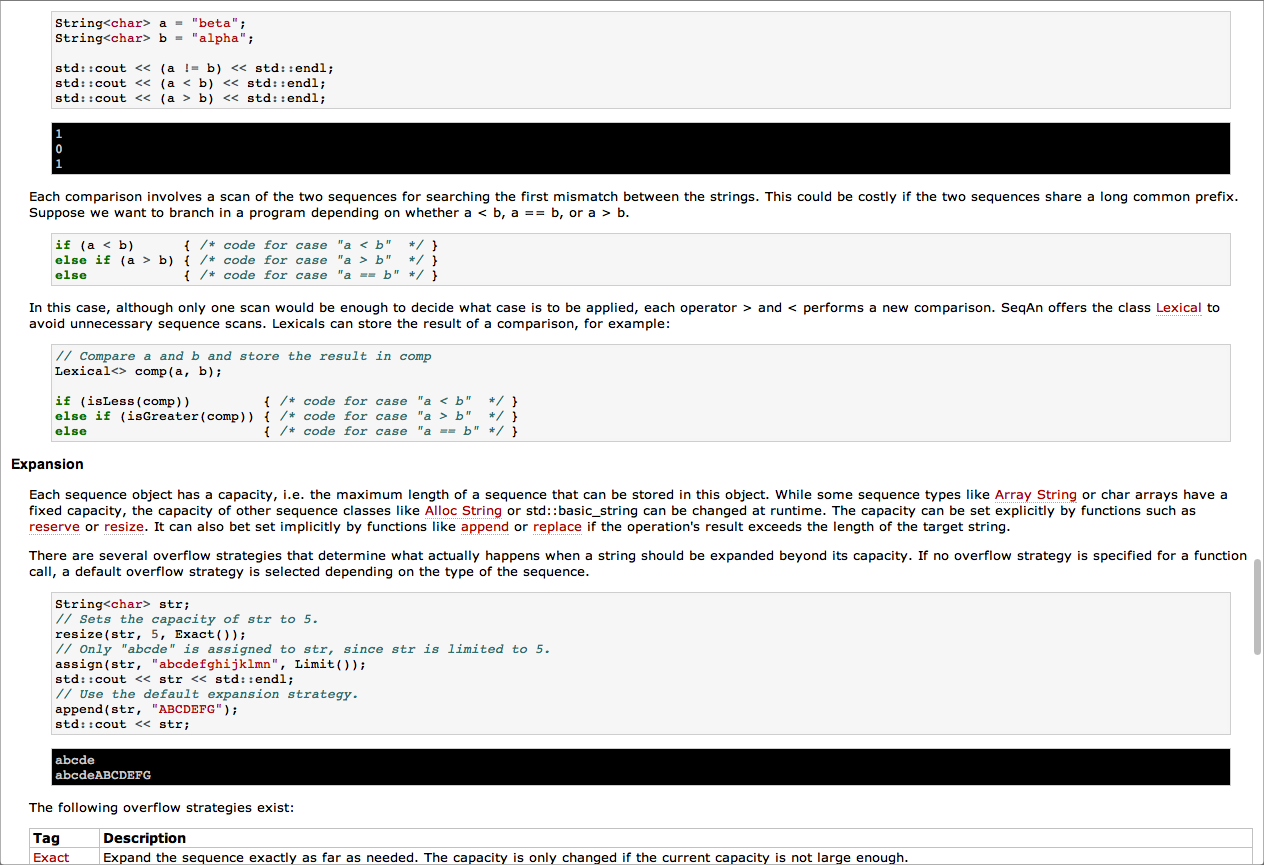 String<char> a = "beta";
String<char> b = "alpha";
std::cout << (a != b) << std::endl;
std::cout << (a < b) << std::endl;
std::cout << (a > b) << std::endl;
1
0
1
Each comparison involves a scan of the two sequences for searching the first mismatch between the strings. This could be costly if the two sequences share a long common prefix.
Suppose we want to branch in a program depending on whether a < b, a == b, or a > b.
if (a < b)      { /* code for case "a < b"  */ }
else if (a > b) { /* code for case "a > b"  */ }
else            { /* code for case "a == b" */ }
In this case, although only one scan would be enough to decide what case is to be applied, each operator > and < performs a new comparison. SeqAn offers the class Lexical to
avoid unnecessary sequence scans. Lexicals can store the result of a comparison, for example:
// Compare a and b and store the result in comp
Lexical<> comp(a, b);
if (isLess(comp))         { /* code for case "a < b"  */ }
else if (isGreater(comp)) { /* code for case "a > b"  */ }
else                      { /* code for case "a == b" */ }
Expansion
Each sequence object has a capacity, i.e. the maximum length of a sequence that can be stored in this object. While some sequence types like Array String or char arrays have a
fixed capacity, the capacity of other sequence classes like Alloc String or std::basic_string can be changed at runtime. The capacity can be set explicitly by functions such as
reserve or resize. It can also bet set implicitly by functions like append or replace if the operation's result exceeds the length of the target string.
There are several overflow strategies that determine what actually happens when a string should be expanded beyond its capacity. If no overflow strategy is specified for a function
call, a default overflow strategy is selected depending on the type of the sequence.
String<char> str;
// Sets the capacity of str to 5.
resize(str, 5, Exact());
// Only "abcde" is assigned to str, since str is limited to 5.
assign(str, "abcdefghijklmn", Limit());
std::cout << str << std::endl;
// Use the default expansion strategy.
append(str, "ABCDEFG");
std::cout << str;
abcde
abcdeABCDEFG
The following overflow strategies exist:
Tag Description
Exact Expand the sequence exactly as far as needed. The capacity is only changed if the current capacity is not large enough.